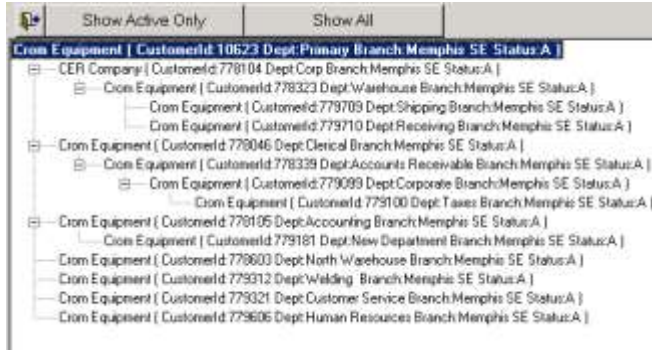 Show Active Only Show All
Crom Equipment ( CustomerId:10623 Dept:Primary Branch:Memphis SE Status:A )
CER Company ( CustomerId:778104 Dept:Corp Branch:Memphis SE Status:A )
Crom Equipment ( CustomerId:778323 Dept:Warehouse Branch:Memphis SE Status:A )
Crom Equipment ( CustomerId:779709 Dept:Shipping Branch:Memphis SE Status:A )
Crom Equipment ( CustomerId:779710 Dept:Receiving Branch:Memphis SE Status:A )
Crom Equipment ( CustomerId:778046 Dept:Clerical Branch:Memphis SE Status:A )
Crom Equipment ( CustomerId:778339 Dept:Accounts Receivable Branch:Memphis SE Status:A )
Crom Equipment ( CustomerId:779099 Dept:Corporate Branch:Memphis SE Status:A )
Crom Equipment ( CustomerId:779100 Dept:Taxes Branch:Memphis SE Status:A )
Crom Equipment ( CustomerId:778105 Dept:Accounting Branch:Memphis SE Status:A )
Crom Equipment ( CustomerId:779181 Dept:New Department Branch:Memphis SE Status:A )
Crom Equipment ( CustomerId:778603 Dept:North Warehouse Branch:Memphis SE Status:A )
Crom Equipment ( CustomerId:779312 Dept:Welding Branch:Memphis SE Status:A )
Crom Equipment ( CustomerId:779321 Dept:Customer Service Branch:Memphis SE Status:A )
Crom Equipment ( CustomerId:779606 Dept:Human Resources Branch:Memphis SE Status:A )